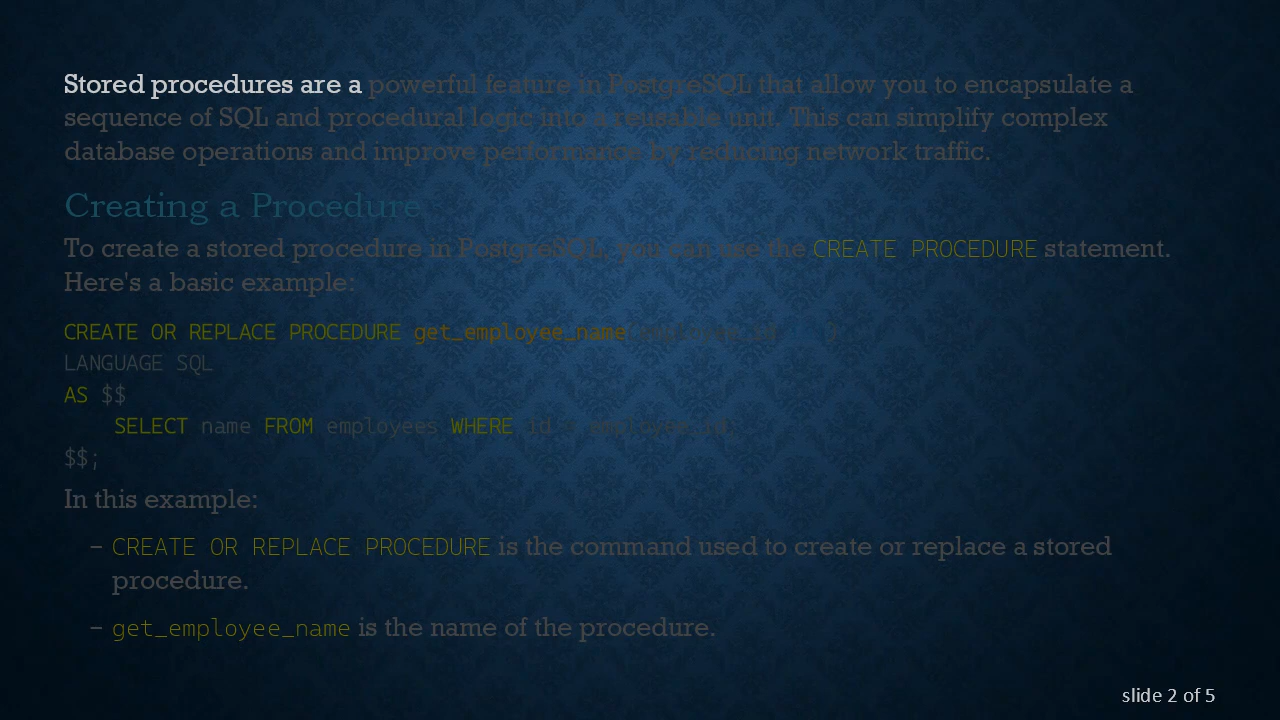 Stored procedures are a powerful feature in PostgreSQL that allow you to encapsulate a
sequence of SQL and procedural logic into a reusable unit. This can simplify complex
database operations and improve performance by reducing network traffic.
Creating a Procedure
To create a stored procedure in PostgreSQL, you can use the CREATE PROCEDURE statement.
Here's a basic example:
CREATE OR REPLACE PROCEDURE get_employee_name(employee_id )
LANGUAGE SQL
AS $$
SELECT name FROM employees WHERE id = employee_id;
$$;
In this example:
– CREATE OR REPLACE PROCEDURE is the command used to create or replace a stored
procedure.
– get_employee_name is the name of the procedure.
slide 2 of 5